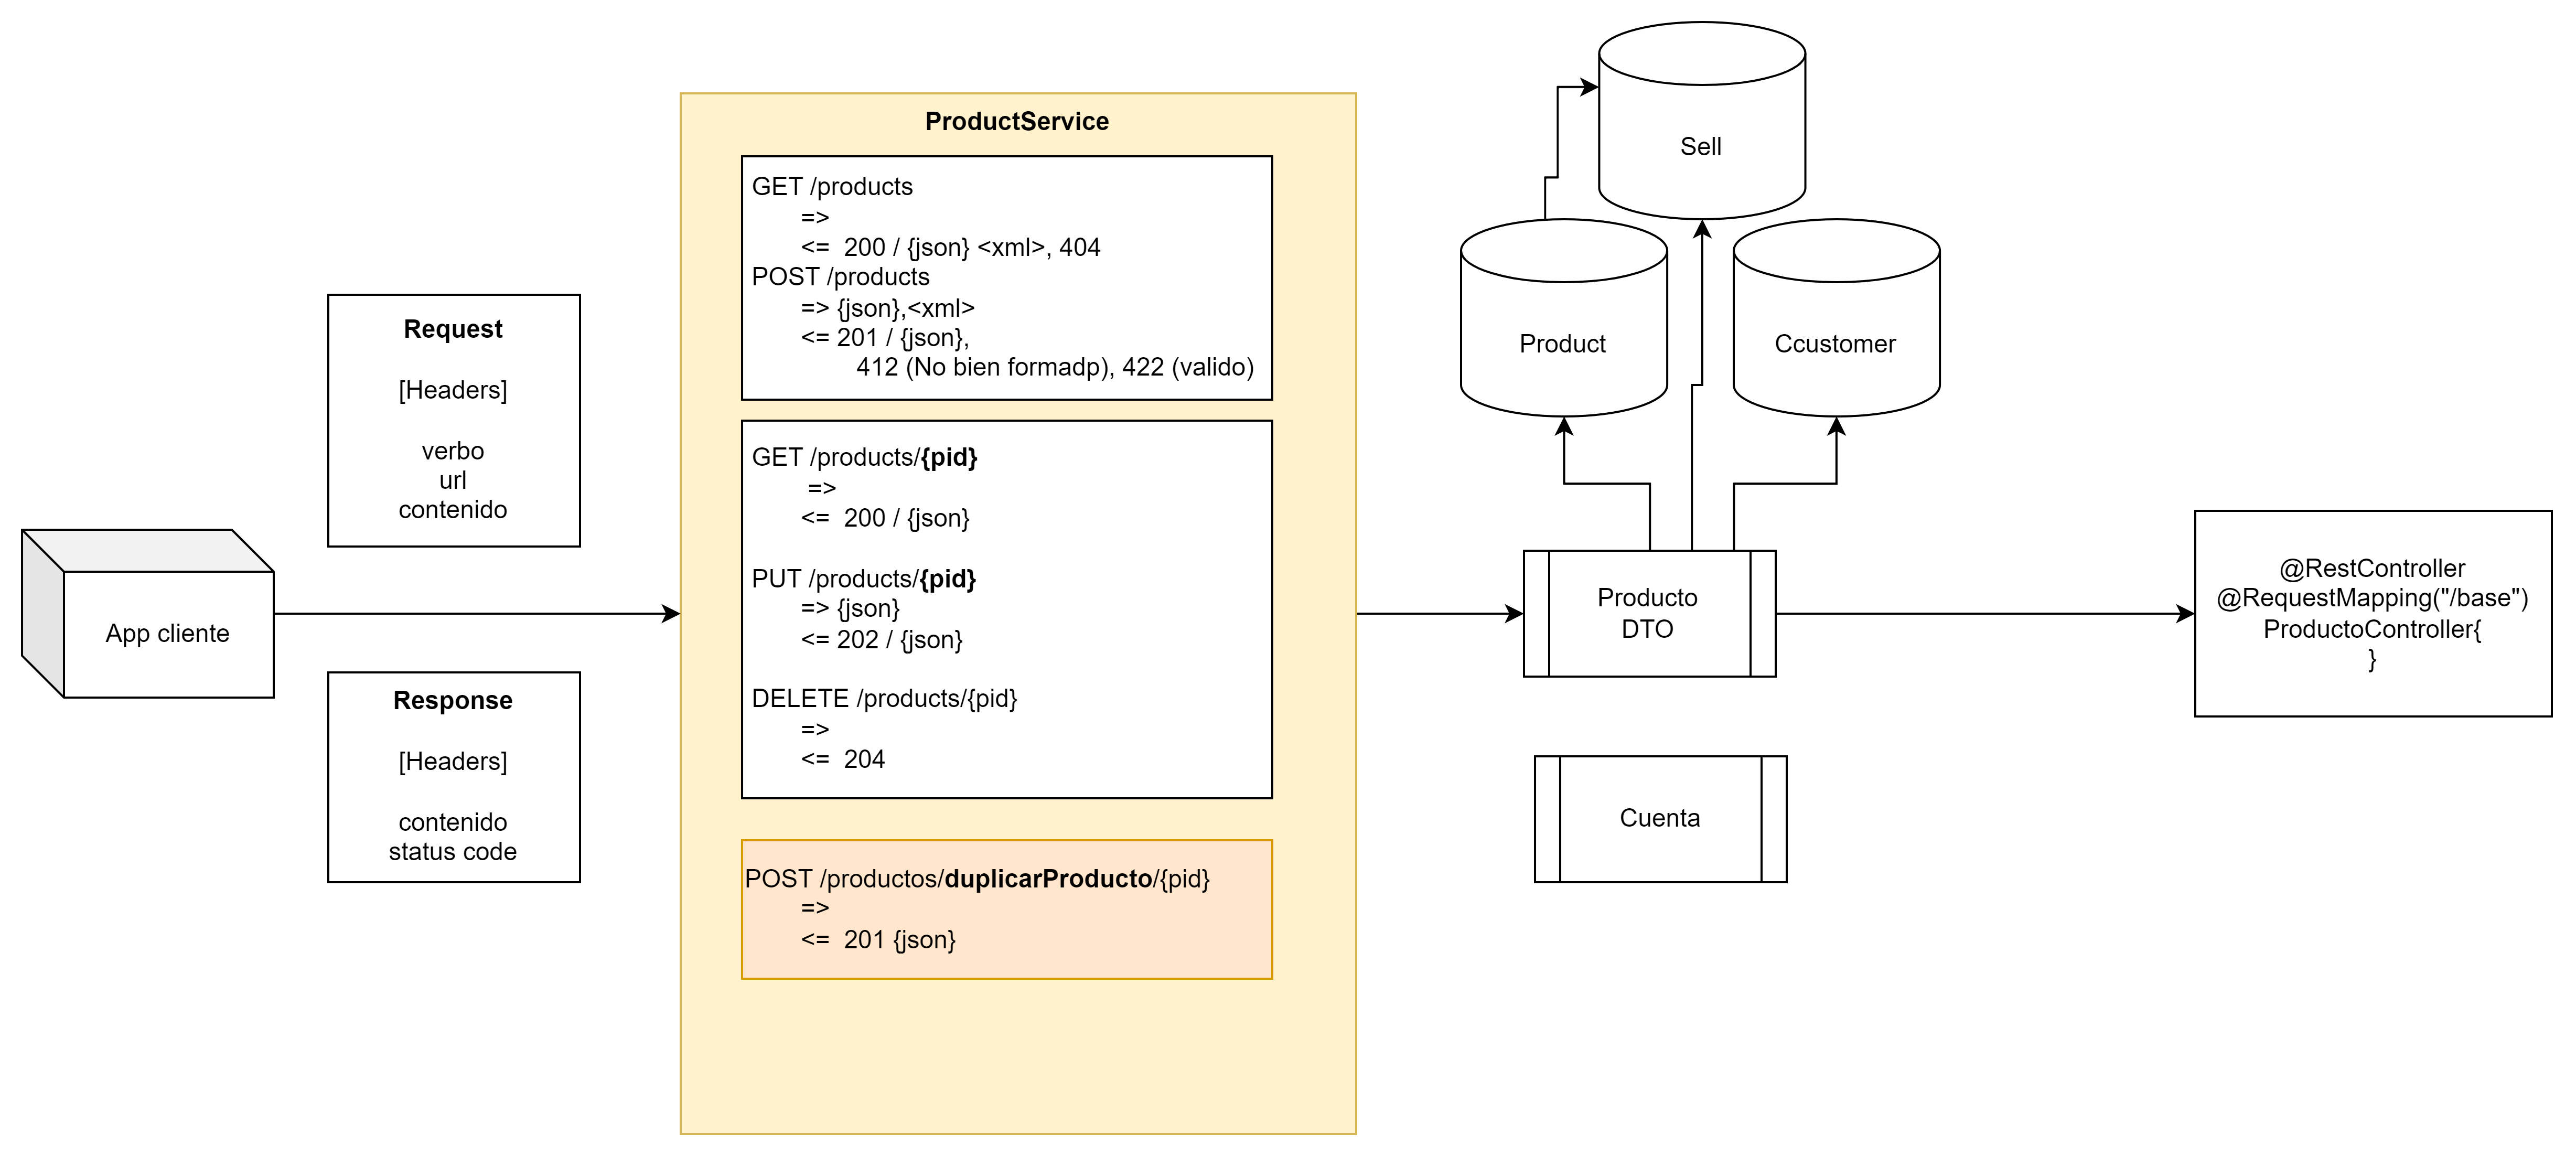 App cliente
Request
[Headers]
verbo
url
contenido
Response
[Headers]
contenido
status code
ProductService
GET /products
=>
<=  200 / {json} <xml>, 404
POST /products
=> {json},<xml>
<= 201 / {json},
412 (No bien formadp), 422 (valido)
GET /products/{pid}
=>
<=  200 / {json}
PUT /products/{pid}
=> {json}
<= 202 / {json}
DELETE /products/{pid}
=>
<=  204
POST /productos/duplicarProducto/{pid}
=>
<=  201 {json}
Sell
Product
Ccustomer
Producto
DTO
Cuenta
@RestController
@RequestMapping("/base")
ProductoController{
}